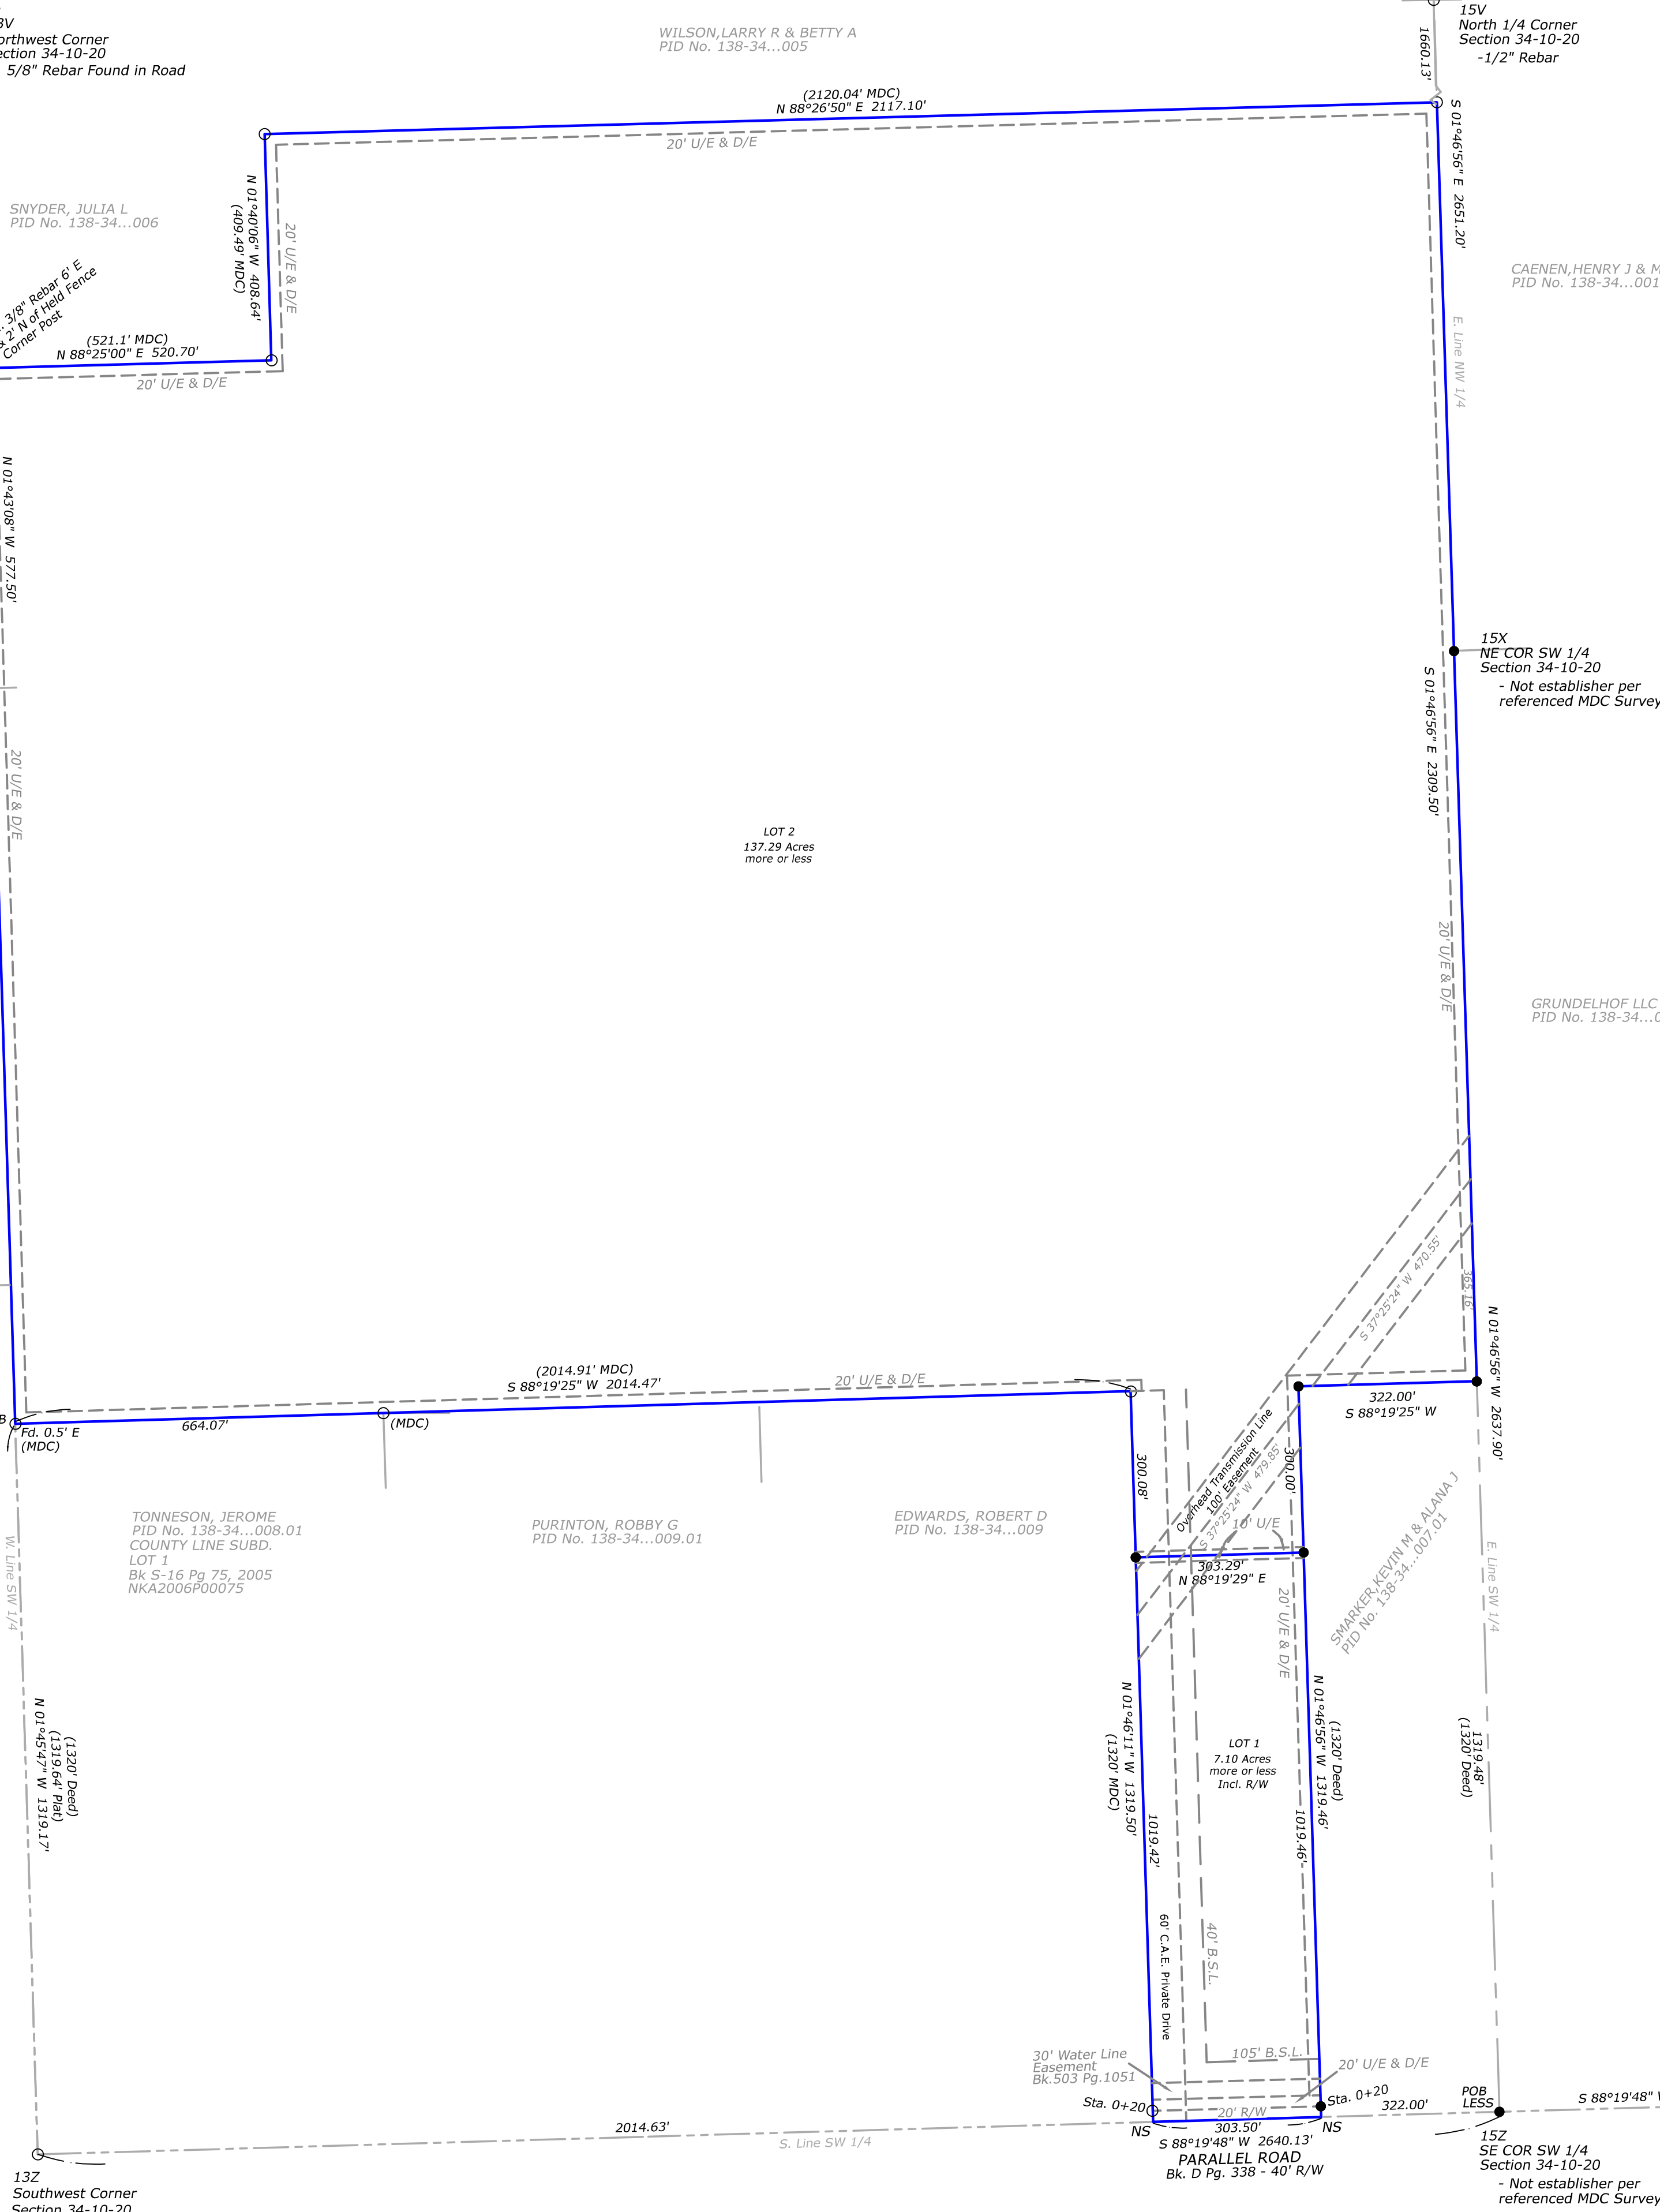 3V
orthwest Corner
ection 34-10-20
5/8" Rebar Found in Road
WILSON,LARRY R & BETTY A
PID No. 138-34...005
15V
North 1/4 Corner
Section 34-10-20
-1/2" Rebar
1660.13'
(2120.04' MDC)
N 88°26'50" E 2117.10'
20' U/E & D/E
S 01°46'56" E 2651.20'
SNYDER, JULIA L
PID No. 138-34...006
N 01°40'06" W 408.64'
(409.49' MDC)
20' U/E & D/E
CAENEN,HENRY J & M
PID No. 138-34...001
. 3/8" Rebar 6' E
& 2' N of Held Fence
Corner Post
(521.1' MDC)
N 88°25'00" E 520.70'
20' U/E & D/E
E. Line NW 1/4
N 01°43'08" W 577.50'
15X
NE COR SW 1/4
Section 34-10-20
- Not establisher per
referenced MDC Survey
S 01°46'56" E 2309.50'
20' U/E & D/E
LOT 2
137.29 Acres
more or less
20' U/E & D/E
GRUNDELHOF LLC
PID No. 138-34...0
S 37°25'24" W 470.55'
365.16'
N 01°46'56" W 2637.90'
(2014.91' MDC)
S 88°19'25" W 2014.47'
20' U/E & D/E
322.00'
S 88°19'25" W
B
Fd. 0.5' E
(MDC)
664.07'
(MDC)
Overhead Transmission Line
100' Easement
S 37°25'24" W 479.85'
300.08'
300.00'
10' U/E
303.29'
N 88°19'29" E
TONNESON, JEROME
PID No. 138-34...008.01
COUNTY LINE SUBD.
LOT 1
Bk S-16 Pg 75, 2005
NKA2006P00075
PURINTON, ROBBY G
PID No. 138-34...009.01
EDWARDS, ROBERT D
PID No. 138-34...009
SMARKER,KEVIN M & ALANA J
PID No. 138-34...007.01
W. Line SW 1/4
E. Line SW 1/4
20' U/E & D/E
(1320' Deed)
(1319.64' Plat)
N 01°45'47" W 1319.17'
N 01°46'11" W 1319.50'
(1320' MDC)
LOT 1
7.10 Acres
more or less
Incl. R/W
(1320' Deed)
N 01°46'56" W 1319.46'
1319.48'
(1320' Deed)
1019.42'
1019.46'
60' C.A.E. Private Drive
40' B.S.L.
105' B.S.L.
30' Water Line
Easement
Bk.503 Pg.1051
20' U/E & D/E
Sta. 0+20
Sta. 0+20
20' R/W
322.00'
POB
LESS
S 88°19'48" W
NS
303.50'
NS
2014.63'
S. Line SW 1/4
S 88°19'48" W 2640.13'
PARALLEL ROAD
Bk. D Pg. 338 - 40' R/W
15Z
SE COR SW 1/4
Section 34-10-20
- Not establisher per
referenced MDC Survey
13Z
Southwest Corner
Section 34-10-20